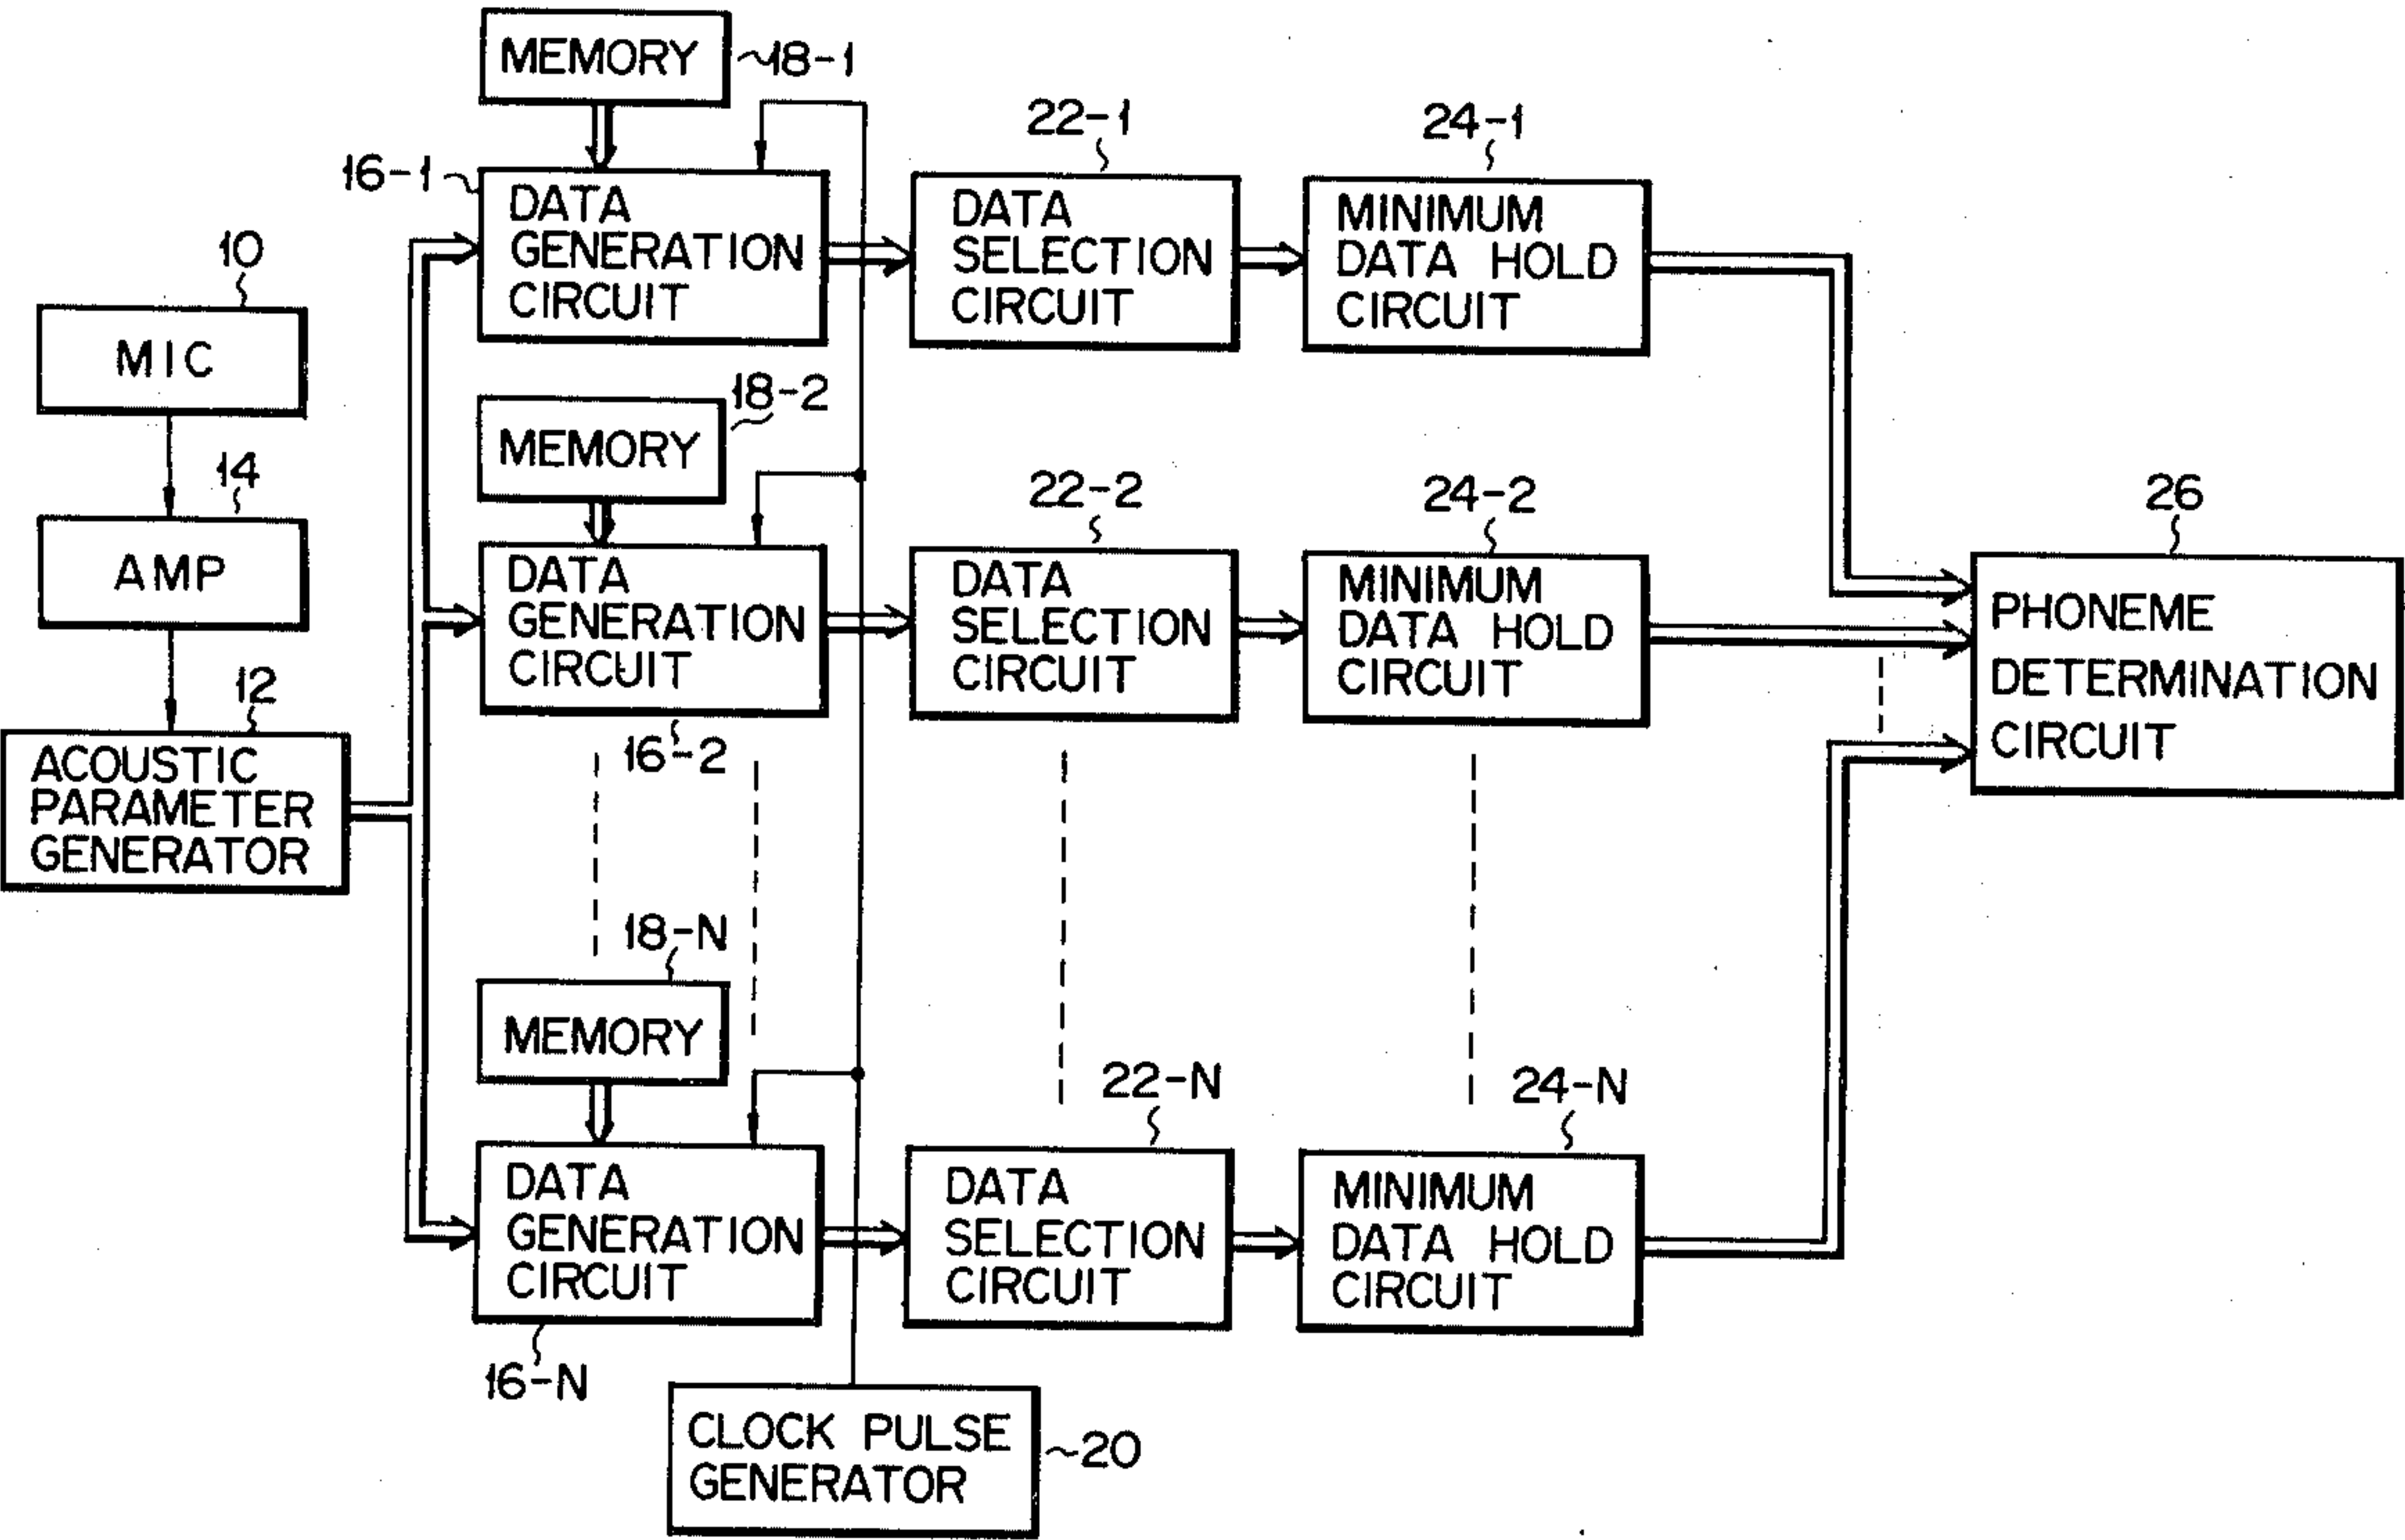 MEMORY
18-1
22-1
24-1
16-1
DATA
GENERATION
CIRCUIT
DATA
SELECTION
CIRCUIT
MINIMUM
DATA HOLD
CIRCUIT
10
MIC
18-2
MEMORY
14
AMP
22-2
24-2
26
DATA
GENERATION
CIRCUIT
16-2
DATA
SELECTION
CIRCUIT
MINIMUM
DATA HOLD
CIRCUIT
PHONEME
DETERMINATION
CIRCUIT
12
ACOUSTIC
PARAMETER
GENERATOR
18-N
MEMORY
22-N
24-N
DATA
GENERATION
CIRCUIT
16-N
DATA
SELECTION
CIRCUIT
MINIMUM
DATA HOLD
CIRCUIT
CLOCK PULSE
GENERATOR
20